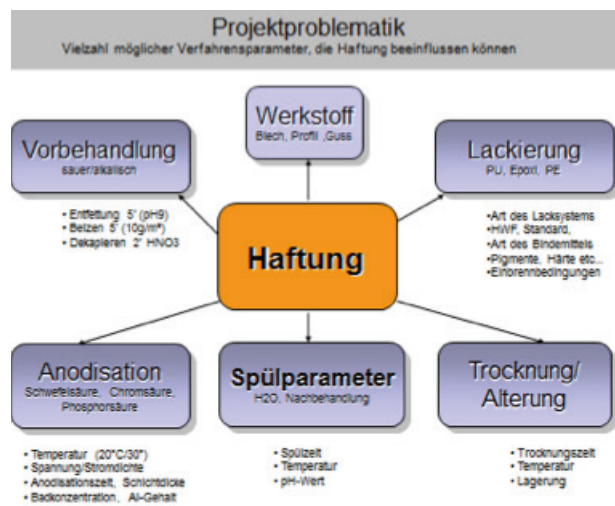 Projektproblematik
Vielzahl möglicher Verfahrensparameter, die Haftung beeinflussen können
Werkstoff
Blech, Profil ,Guss
Vorbehandlung
sauer/alkalisch
• Entfettung 5' (pH9)
• Beizen 5' (10g/m²)
• Dekapieren 2' HNO3
Lackierung
PU, Epoxi, PE
• Art des Lacksystems
• HWF, Standard,
• Art des Bindemittels
• Pigmente, Härte etc...
• Einbrennbedingungen
Haftung
Anodisation
Schwefelsäure, Chromsäure,
Phosphorsäure
• Temperatur (20°C/30°)
• Spannung/Stromdichte
• Anodisationszeit, Schichtdicke
• Badkonzentration, Al-Gehalt
Spülparameter
H2O, Nachbehandlung
• Spülzeit
• Temperatur
• pH-Wert
Trocknung/
Alterung
• Trocknungszeit
• Temperatur
• Lagerung